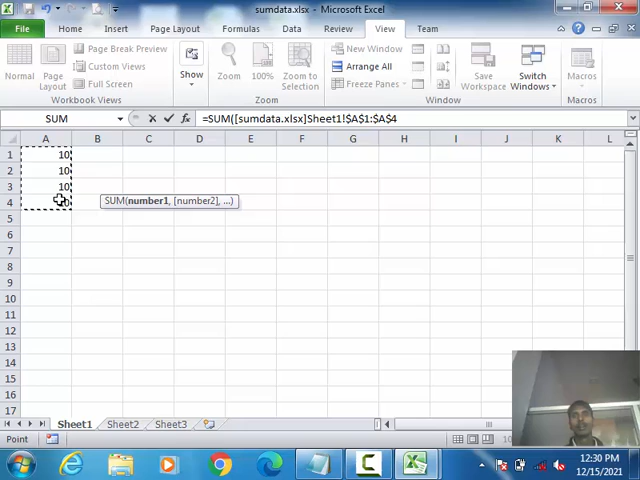 sumdata.xlsx - Microsoft Excel
File Home Insert Page Layout Formulas Data Review View Team
Normal Page Layout Page Break Preview Custom Views Full Screen Show Zoom 100% Zoom to Selection New Window Arrange All Freeze Panes Save Workspace Switch Windows Macros
Workbook Views Zoom Window Macros
SUM =SUM([sumdata.xlsx]Sheet1!$A$1:$A$4
A B C D E F G H I J K L
1 10
2 10
3 10
4
SUM(number1, [number2], ...)
5
6
7
8
9
10
11
12
13
14
15
16
17
Sheet1 Sheet2 Sheet3
Point
12:30 PM
12/15/2021